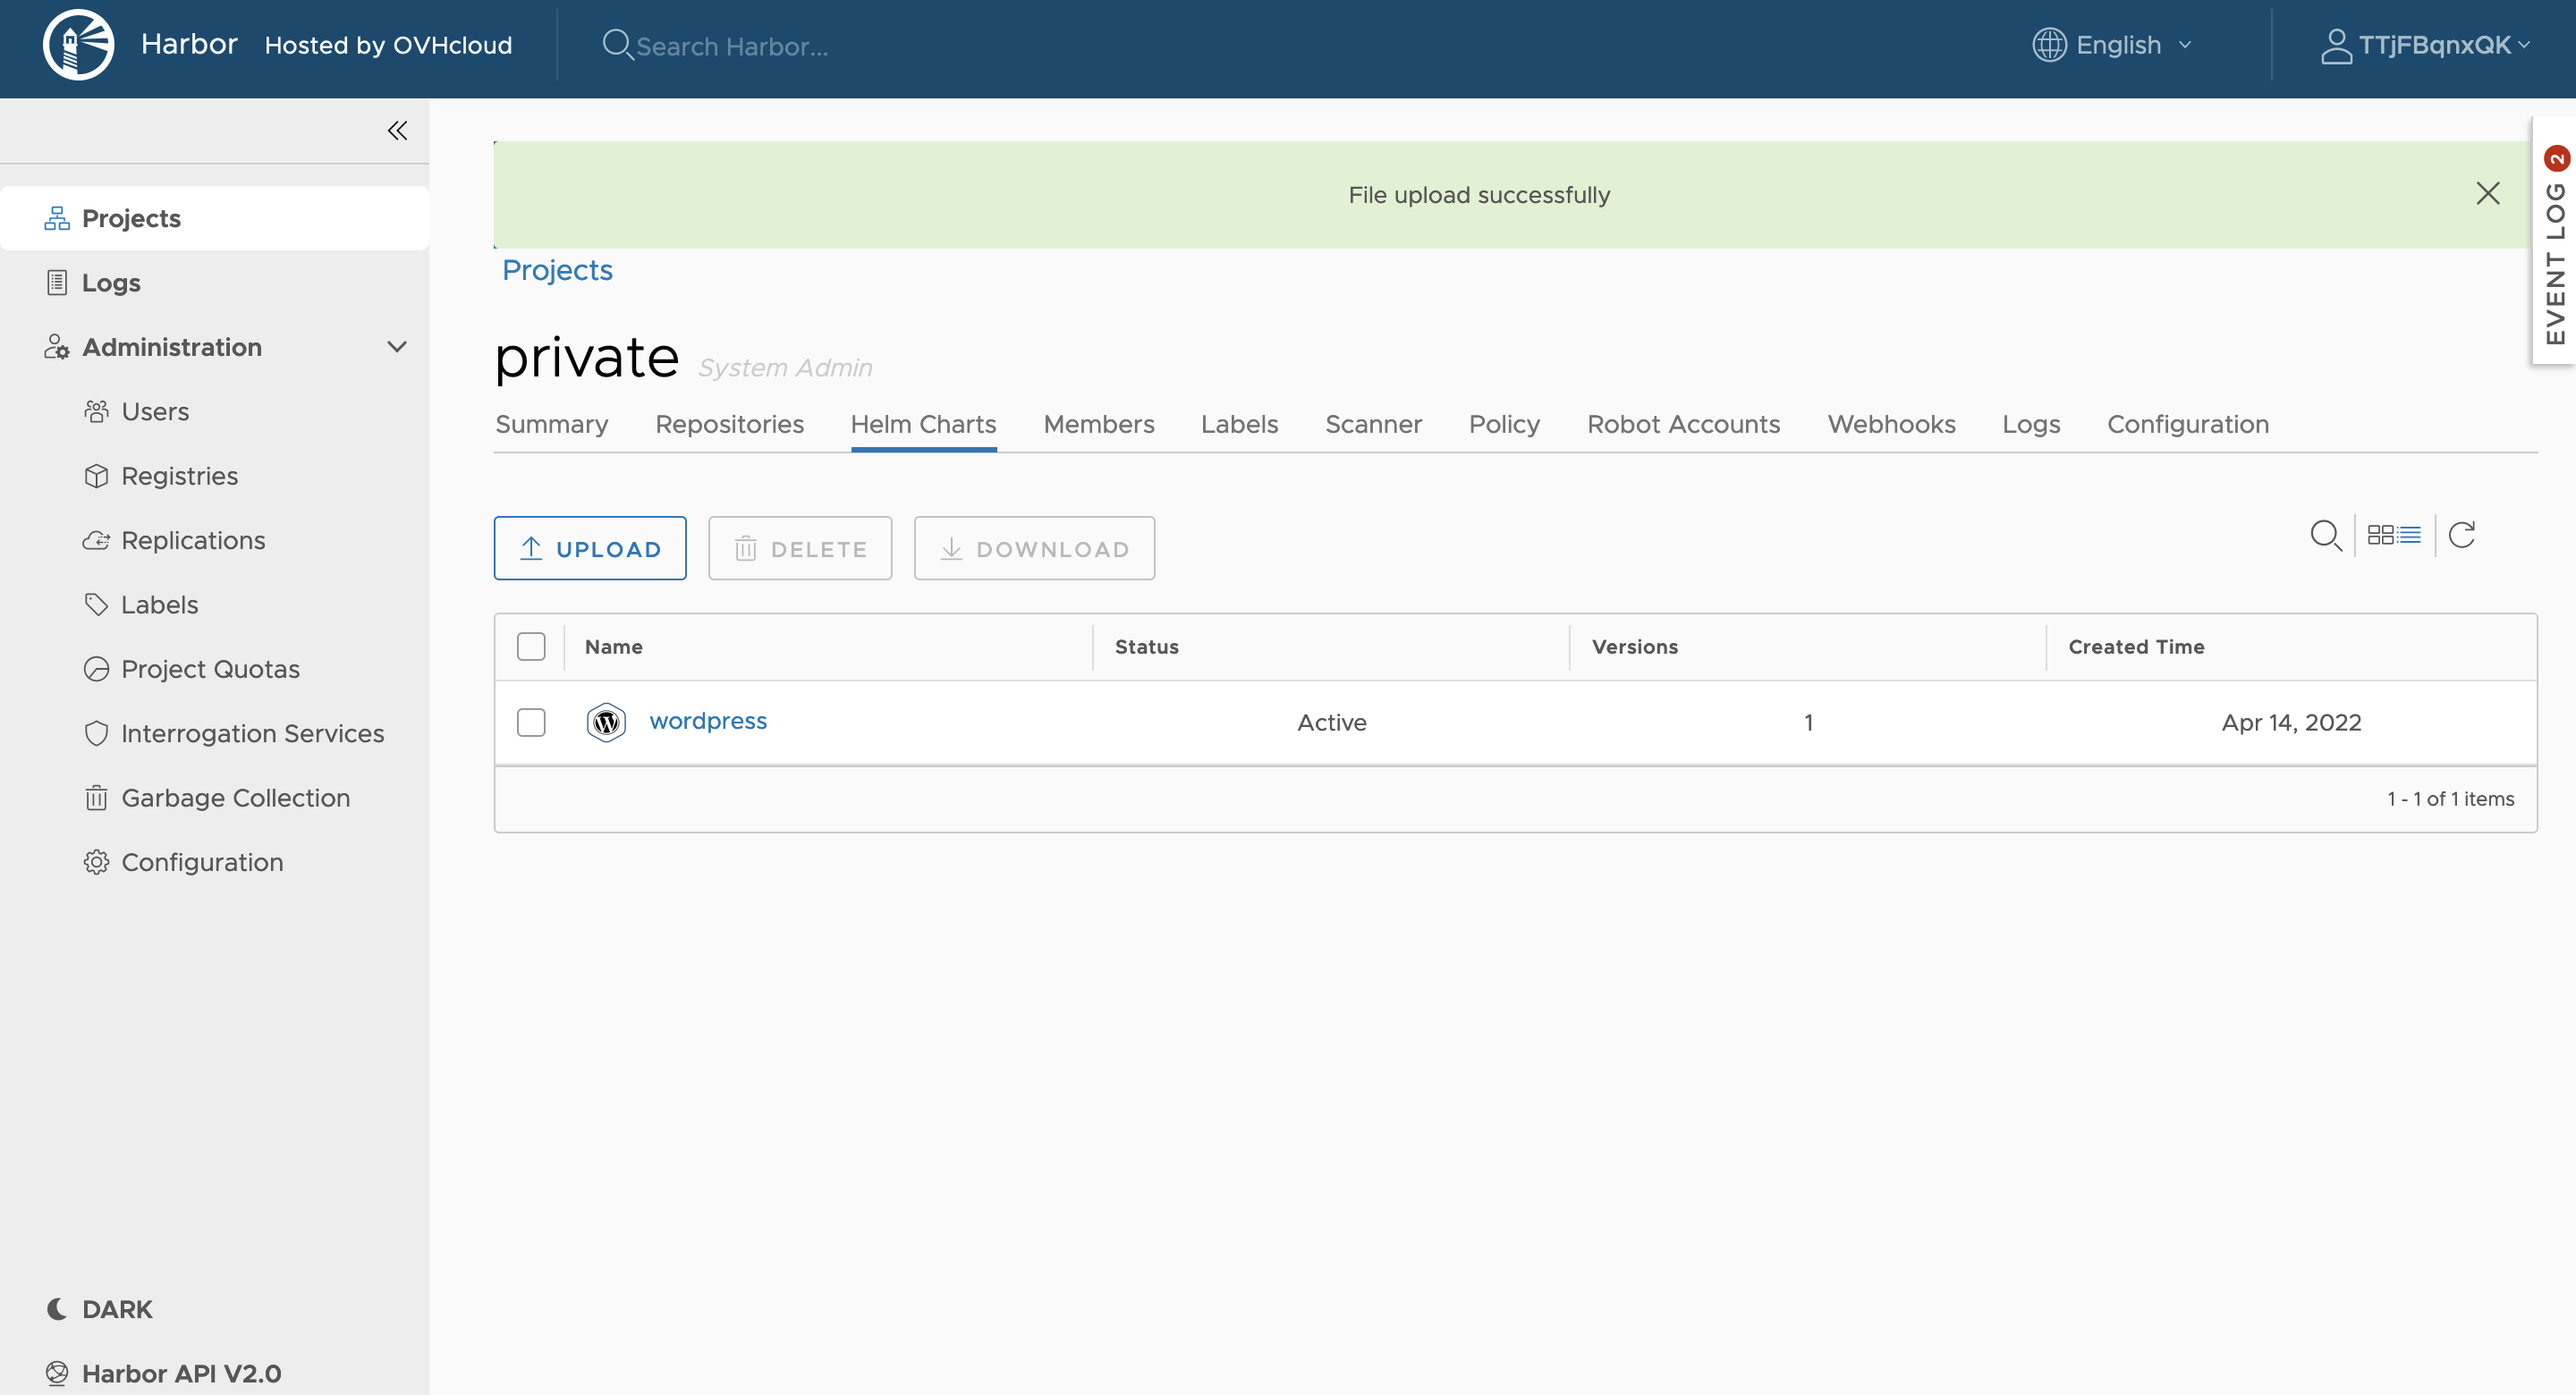 Harbor Hosted by OVHcloud Search Harbor... English TTjFBqnxQK
EVENT LOG 2
Projects
Logs
Administration
Users
Registries
Replications
Labels
Project Quotas
Interrogation Services
Garbage Collection
Configuration
DARK
Harbor API V2.0
File upload successfully
Projects
private System Admin
Summary Repositories Helm Charts Members Labels Scanner Policy Robot Accounts Webhooks Logs Configuration
UPLOAD DELETE DOWNLOAD
Name Status Versions Created Time
wordpress Active 1 Apr 14, 2022
1 - 1 of 1 items